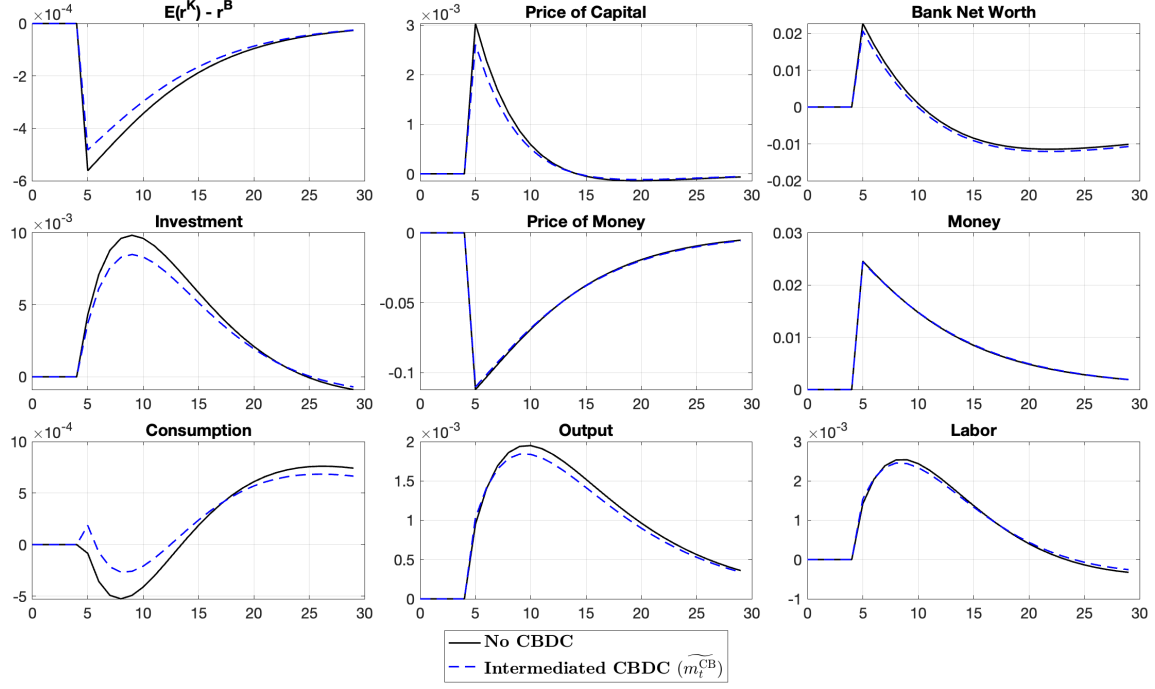 E(r^K) - r^B
×10^-4
0
-2
-4
-6
0 5 10 15 20 25 30
Price of Capital
×10^-3
3
2
1
0
0 5 10 15 20 25 30
Bank Net Worth
0.02
0.01
0
-0.01
-0.02
0 5 10 15 20 25 30
Investment
×10^-3
10
5
0
0 5 10 15 20 25 30
Price of Money
0
-0.05
-0.1
0 5 10 15 20 25 30
Money
0.03
0.02
0.01
0
0 5 10 15 20 25 30
Consumption
×10^-4
10
5
0
-5
0 5 10 15 20 25 30
Output
×10^-3
2
1.5
1
0.5
0
0 5 10 15 20 25 30
Labor
×10^-3
3
2
1
0
-1
0 5 10 15 20 25 30
No CBDC
Intermediated CBDC (\widetilde{m_t^{CB}})